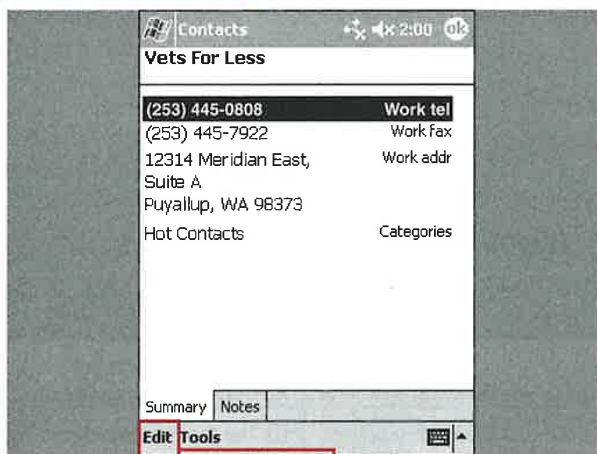 Contacts 2:00 ok
Vets For Less
(253) 445-0808 Work tel
(253) 445-7922 Work fax
12314 Meridian East, Work addr
Suite A
Puyallup, WA 98373
Hot Contacts Categories
Summary Notes
Edit Tools